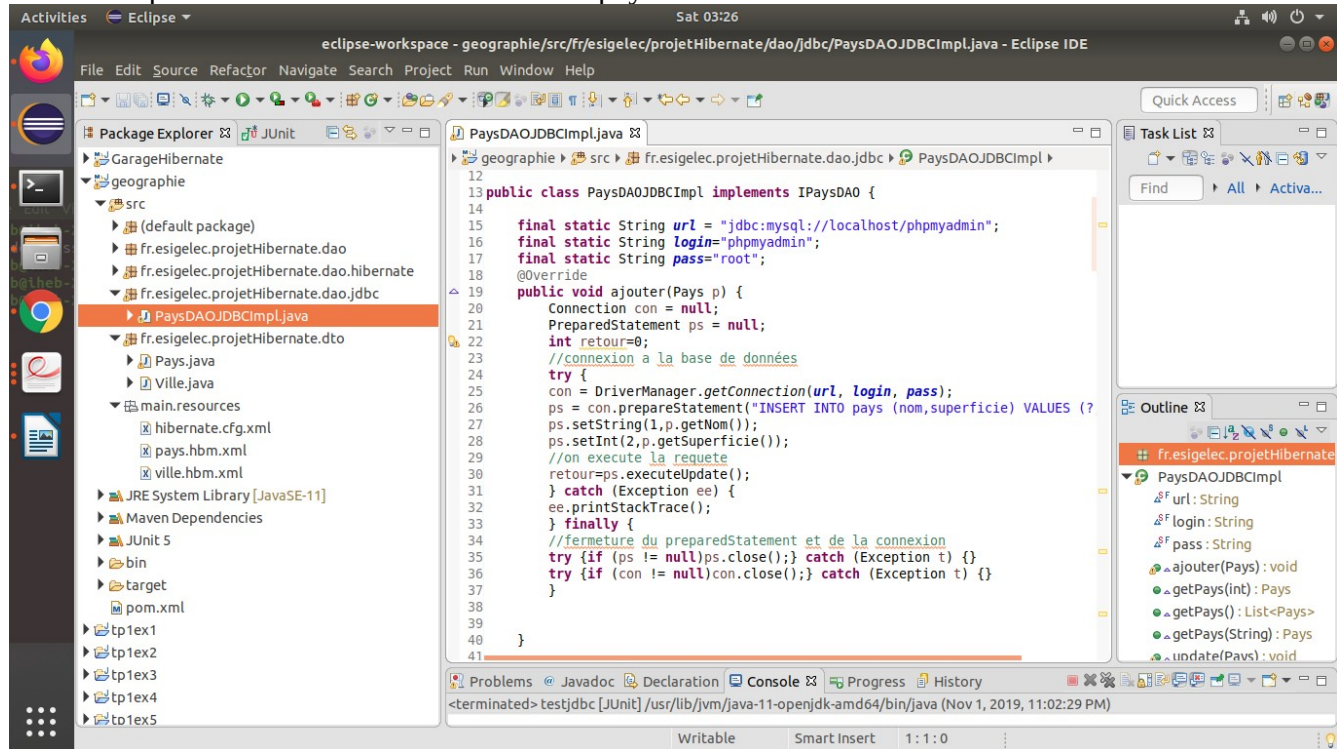 Activities Eclipse Sat 03:26
eclipse-workspace - geographie/src/fr/esigelec/projetHibernate/dao/jdbc/PaysDAOJDBCImpl.java - Eclipse IDE
File Edit Source Refactor Navigate Search Project Run Window Help
Quick Access
Package Explorer JUnit
GarageHibernate
geographie
src
(default package)
fr.esigelec.projetHibernate.dao
fr.esigelec.projetHibernate.dao.hibernate
fr.esigelec.projetHibernate.dao.jdbc
PaysDAOJDBCImpl.java
fr.esigelec.projetHibernate.dto
Pays.java
Ville.java
main.resources
hibernate.cfg.xml
pays.hbm.xml
ville.hbm.xml
JRE System Library [JavaSE-11]
Maven Dependencies
JUnit 5
bin
target
pom.xml
tp1ex1
tp1ex2
tp1ex3
tp1ex4
tp1ex5
PaysDAOJDBCImpl.java
geographie src fr.esigelec.projetHibernate.dao.jdbc PaysDAOJDBCImpl
12
13 public class PaysDAOJDBCImpl implements IPaysDAO {
14
15 final static String url = "jdbc:mysql://localhost/phpmyadmin";
16 final static String login="phpmyadmin";
17 final static String pass="root";
18 @Override
19 public void ajouter(Pays p) {
20 Connection con = null;
21 PreparedStatement ps = null;
22 int retour=0;
23 //connexion a la base de données
24 try {
25 con = DriverManager.getConnection(url, login, pass);
26 ps = con.prepareStatement("INSERT INTO pays (nom,superficie) VALUES (?,
27 ps.setString(1,p.getNom());
28 ps.setInt(2,p.getSuperficie());
29 //on execute la requete
30 retour=ps.executeUpdate();
31 } catch (Exception ee) {
32 ee.printStackTrace();
33 } finally {
34 //fermeture du preparedStatement et de la connexion
35 try {if (ps != null)ps.close();} catch (Exception t) {}
36 try {if (con != null)con.close();} catch (Exception t) {}
37 }
38
39
40 }
41
Task List
Find All Activa...
Outline
fr.esigelec.projetHibernate
PaysDAOJDBCImpl
url : String
login : String
pass : String
ajouter(Pays) : void
getPays(int) : Pays
getPays() : List<Pays>
getPays(String) : Pays
update(Pays) : void
Problems Javadoc Declaration Console Progress History
<terminated> testjdbc [JUnit] /usr/lib/jvm/java-11-openjdk-amd64/bin/java (Nov 1, 2019, 11:02:29 PM)
Writable Smart Insert 1:1:0